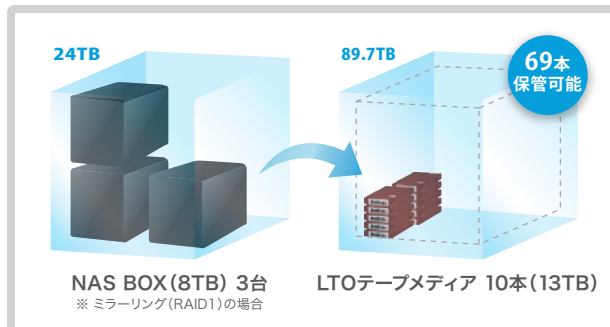 24TB
89.7TB
69本
保管可能
NAS BOX（8TB）3台
※ ミラーリング（RAID1）の場合
LTOテープメディア 10本（13TB）